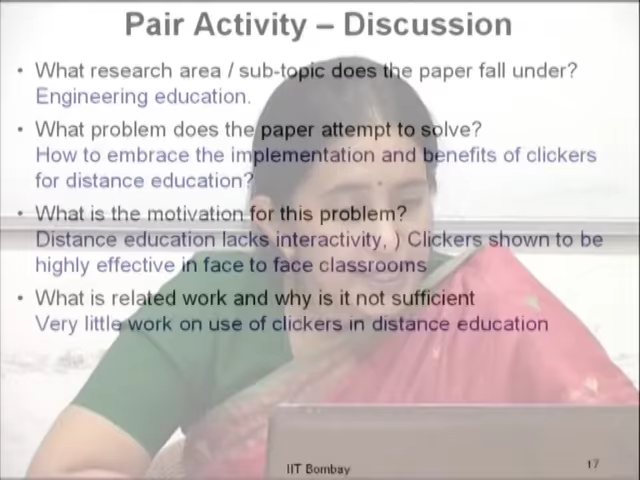 Pair Activity – Discussion
• What research area / sub-topic does the paper fall under?
Engineering education.
• What problem does the paper attempt to solve?
How to embrace the implementation and benefits of clickers
for distance education?
• What is the motivation for this problem?
Distance education lacks interactivity, ) Clickers shown to be
highly effective in face to face classrooms
• What is related work and why is it not sufficient
Very little work on use of clickers in distance education
IIT Bombay
17